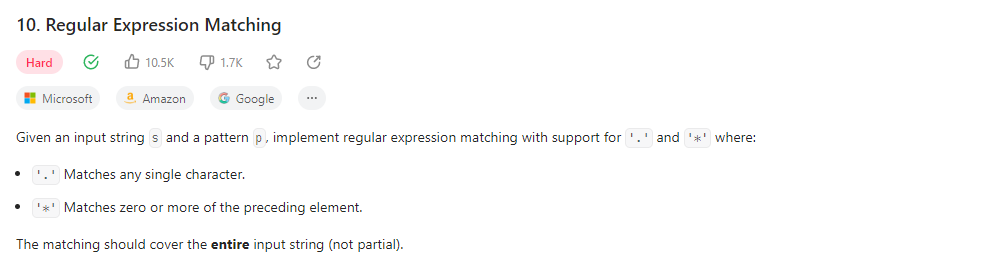 10. Regular Expression Matching
Hard 10.5K 1.7K
Microsoft Amazon Google ...
Given an input string s and a pattern p, implement regular expression matching with support for '.' and '*' where:
• '.' Matches any single character.
• '*' Matches zero or more of the preceding element.
The matching should cover the entire input string (not partial).